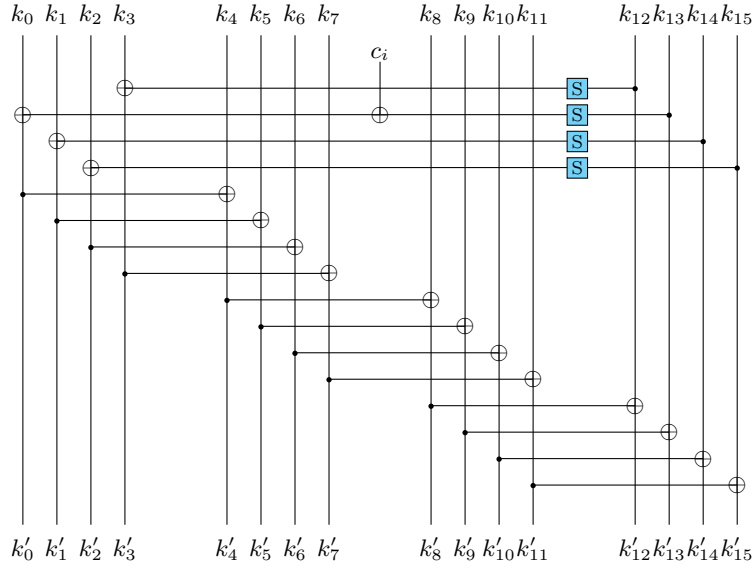 k₀ k₁ k₂ k₃ k₄ k₅ k₆ k₇ k₈ k₉ k₁₀ k₁₁ k₁₂ k₁₃ k₁₄ k₁₅
cᵢ
S
S
S
S
k′₀ k′₁ k′₂ k′₃ k′₄ k′₅ k′₆ k′₇ k′₈ k′₉ k′₁₀ k′₁₁ k′₁₂ k′₁₃ k′₁₄ k′₁₅